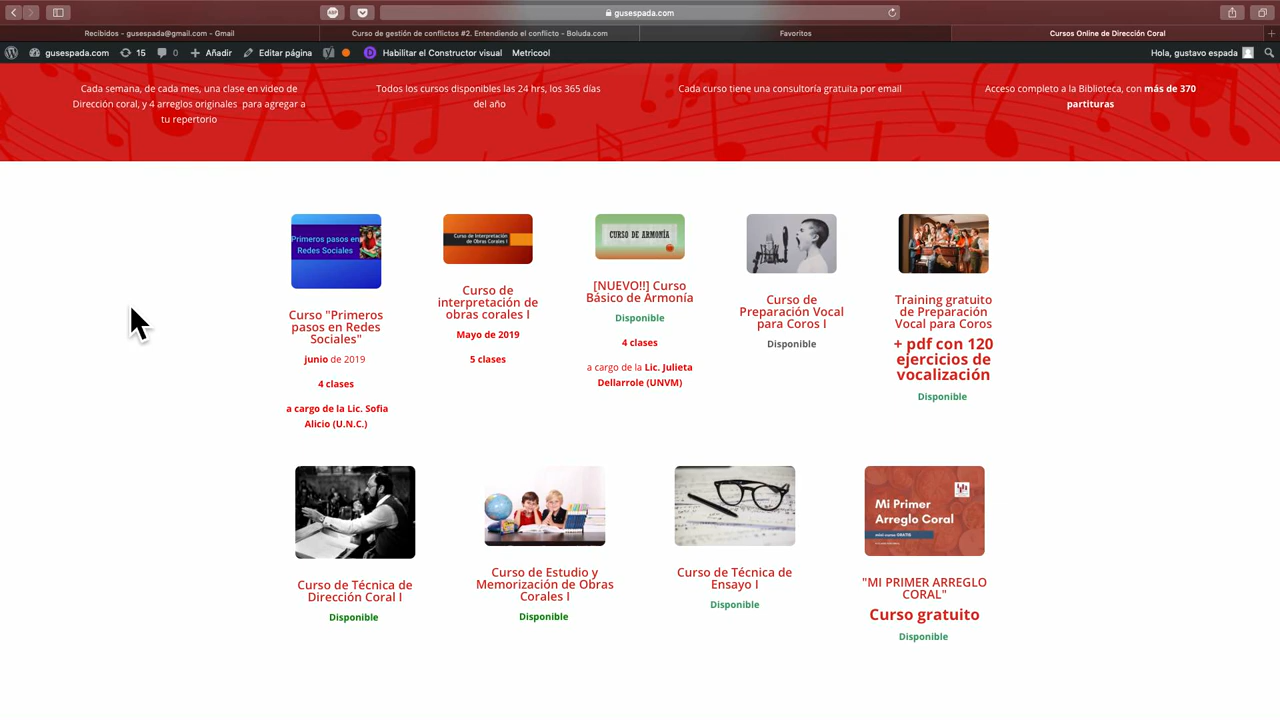 gusespada.com
Recibidos - gusespada@gmail.com - Gmail
Curso de gestión de conflictos #2. Entendiendo el conflicto - Boluda.com
Favoritos
Cursos Online de Dirección Coral
gusespada.com
15
0
Añadir
Editar página
Habilitar el Constructor visual
Metricool
Hola, gustavo espada
Cada semana, de cada mes, una clase en video de
Dirección coral, y 4 arreglos originales para agregar a
tu repertorio
Todos los cursos disponibles las 24 hrs, los 365 días
del año
Cada curso tiene una consultoría gratuita por email
Acceso completo a la Biblioteca, con más de 370
partituras
Primeros pasos en
Redes Sociales
Curso "Primeros
pasos en Redes
Sociales"
junio de 2019
4 clases
a cargo de la Lic. Sofia
Alicio (U.N.C.)
Curso de Interpretación
de Obras Corales I
Curso de
interpretación de
obras corales I
Mayo de 2019
5 clases
CURSO DE ARMONÍA
[NUEVO!!] Curso
Básico de Armonía
Disponible
4 clases
a cargo de la Lic. Julieta
Dellarrole (UNVM)
Curso de
Preparación Vocal
para Coros I
Disponible
Training gratuito
de Preparación
Vocal para Coros
+ pdf con 120
ejercicios de
vocalización
Disponible
Curso de Técnica de
Dirección Coral I
Disponible
Curso de Estudio y
Memorización de Obras
Corales I
Disponible
Curso de Técnica de
Ensayo I
Disponible
Mi Primer
Arreglo Coral
mini curso GRATIS
"MI PRIMER ARREGLO
CORAL"
Curso gratuito
Disponible